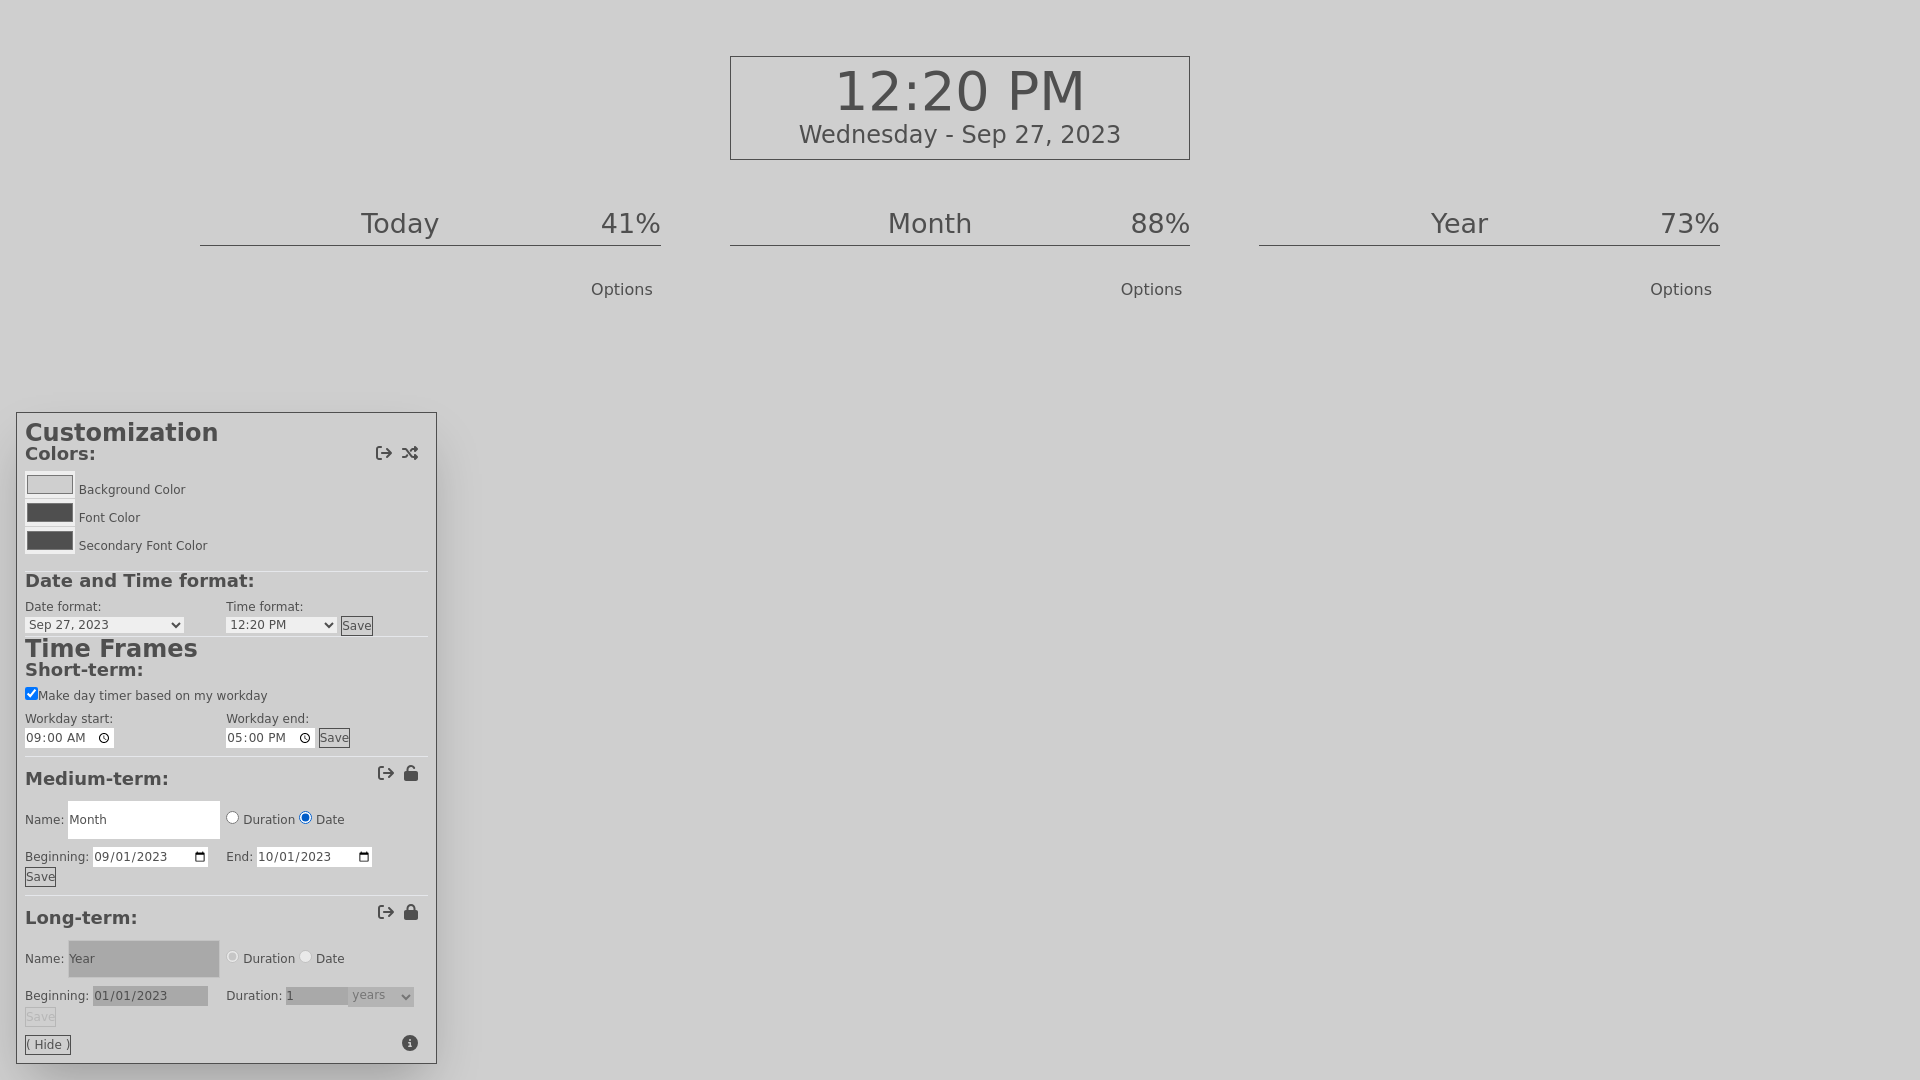 12:20 PM
Wednesday - Sep 27, 2023
Today 41%
Month 88%
Year 73%
Options
Options
Options
Customization
Colors:
Background Color
Font Color
Secondary Font Color
Date and Time format:
Date format: Time format:
Sep 27, 2023 12:20 PM Save
Time Frames
Short-term:
Make day timer based on my workday
Workday start: Workday end:
09:00 AM 05:00 PM Save
Medium-term:
Name: Month Duration Date
Beginning: 09/01/2023 End: 10/01/2023
Save
Long-term:
Name: Year Duration Date
Beginning: 01/01/2023 Duration: 1 years
Save
( Hide )